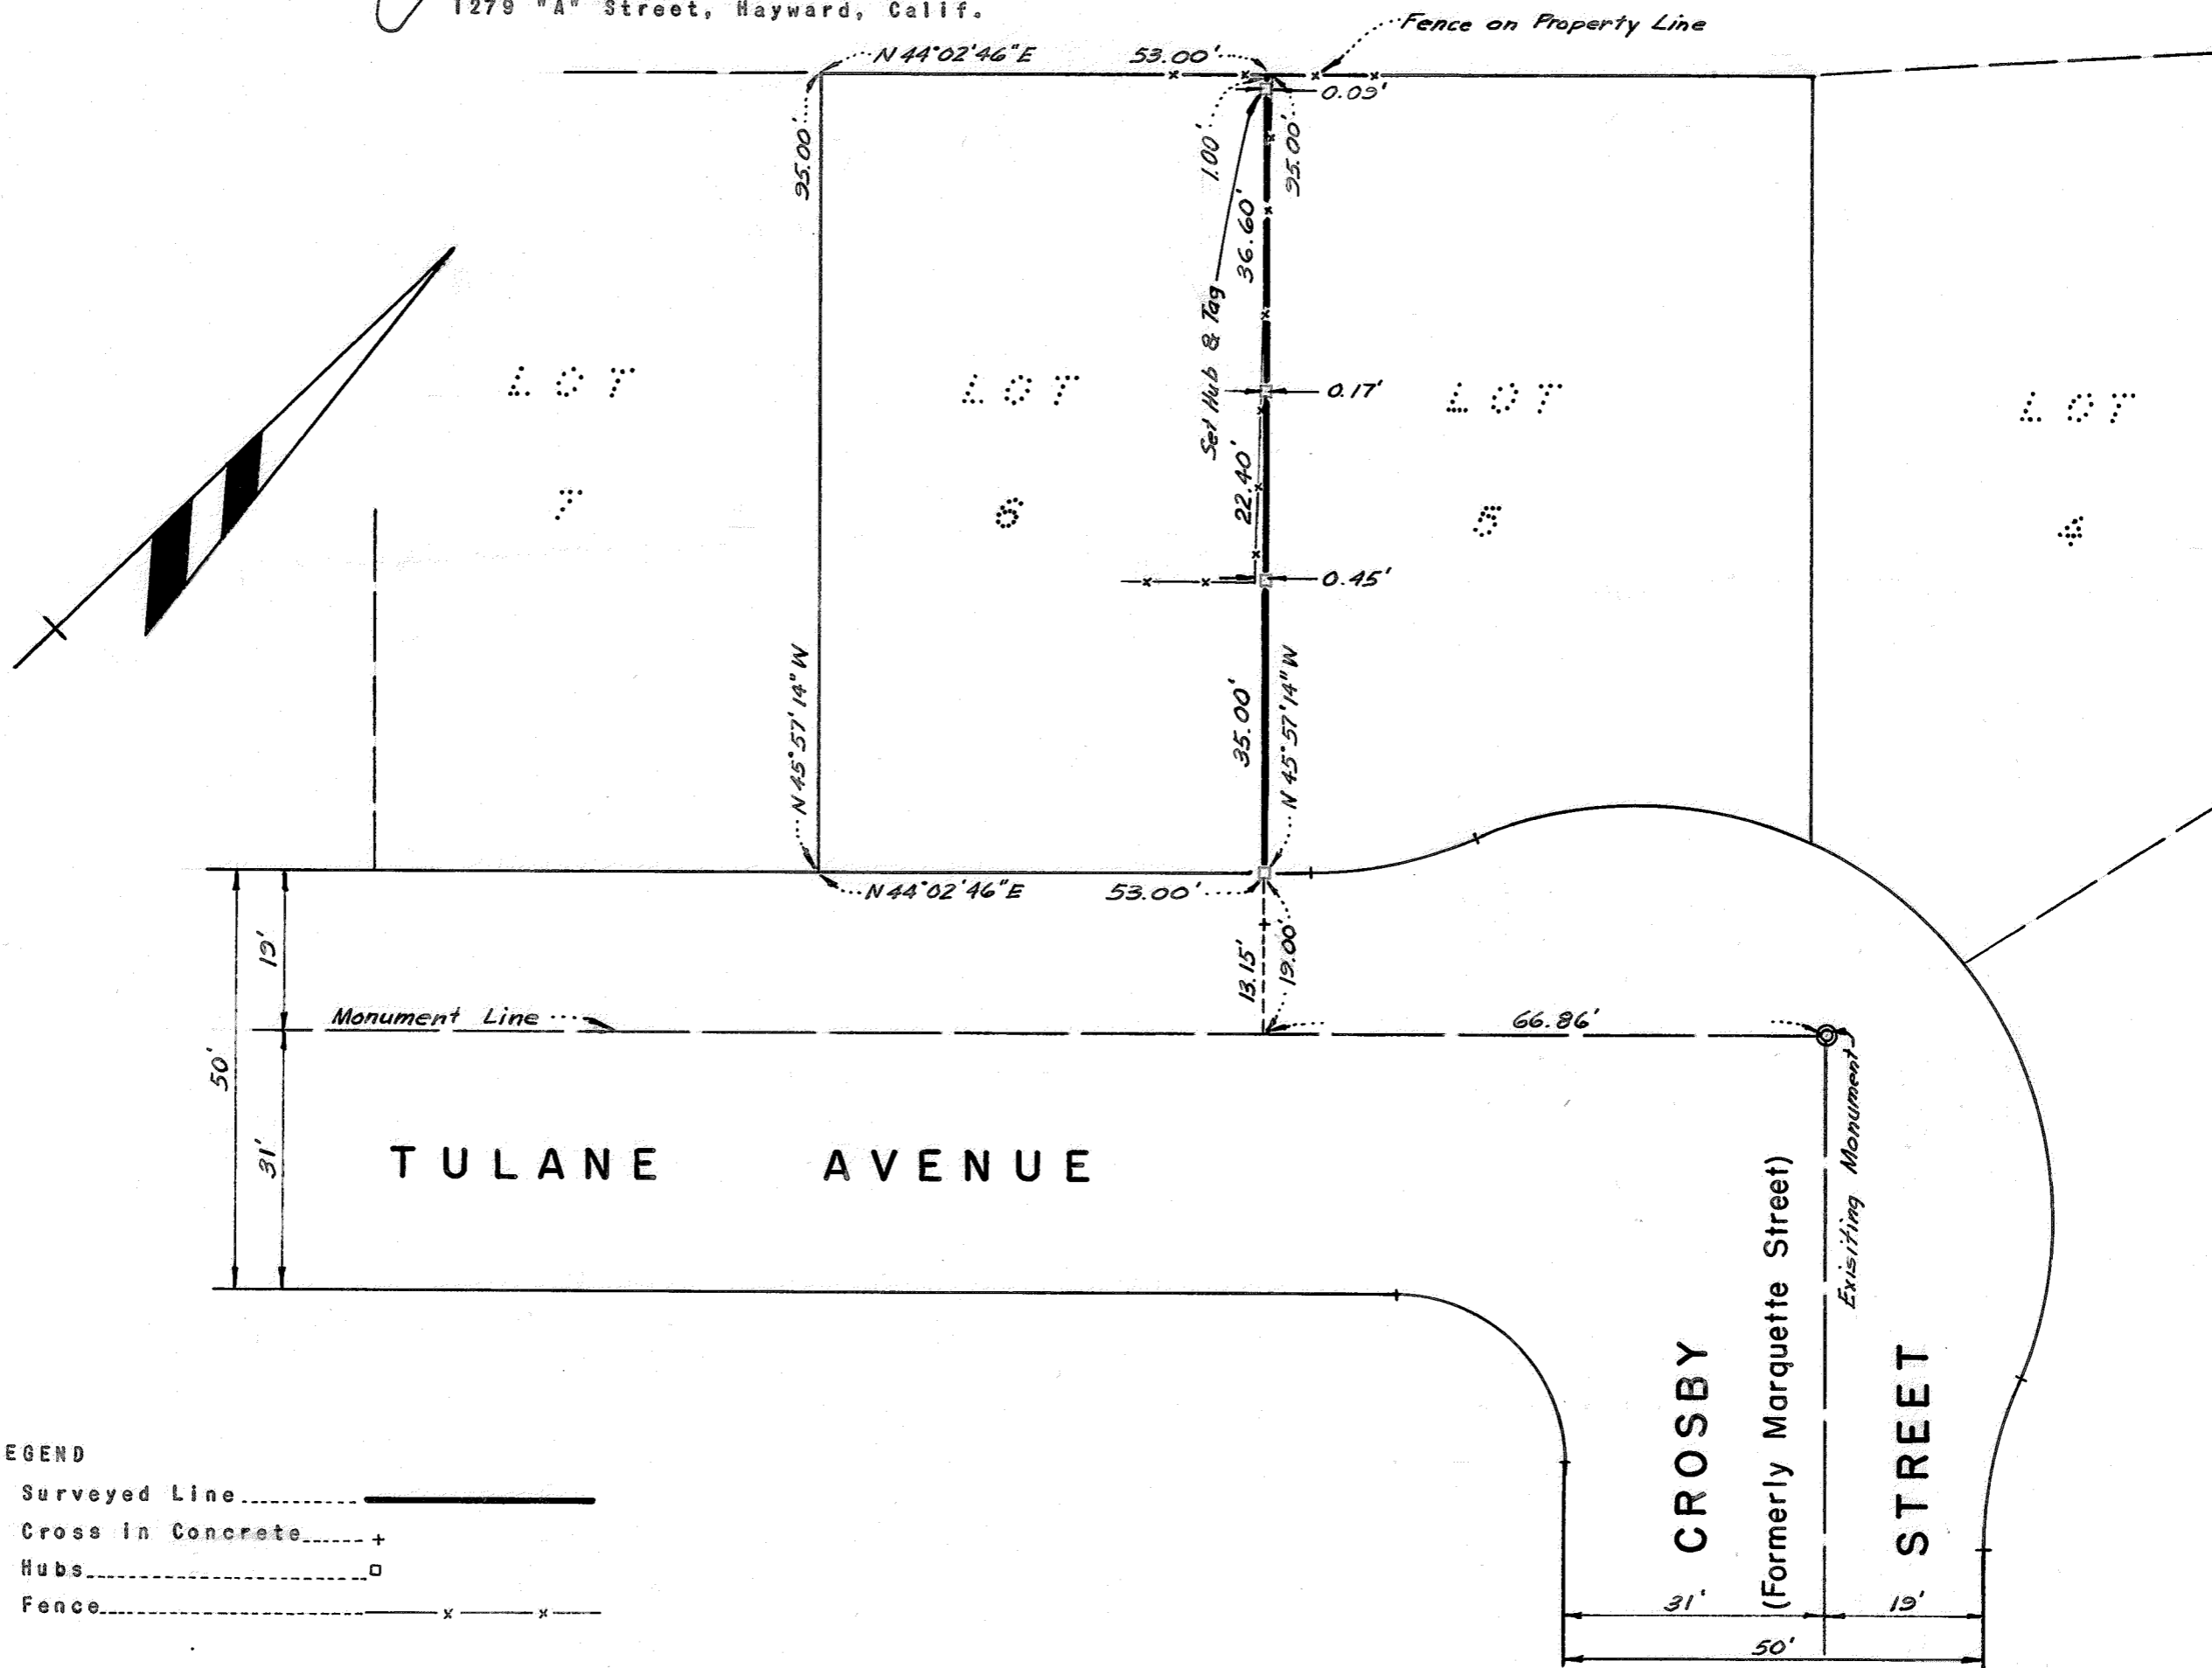 1279 "A" Street, Hayward, Calif.
Fence on Property Line
N 44°02'46"E
53.00'
0.09'
95.00'
1.00'
95.00'
36.60'
Set Hub & Tag
LOT
7
LOT
6
LOT
5
LOT
4
0.17'
22.40'
0.45'
N 45°57'14"W
35.00'
N 45°57'14"W
N 44°02'46"E
53.00'
19'
13.15'
19.00'
Monument Line
66.86'
50'
31'
Existing Monument
TULANE AVENUE
CROSBY
(Formerly Marquette Street)
STREET
EGEND
Surveyed Line
Cross in Concrete
Hubs
Fence
31'
19'
50'